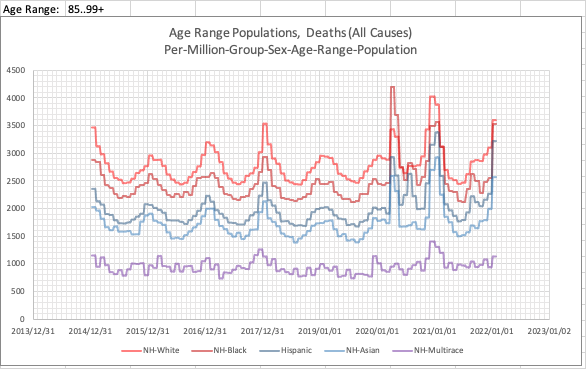 Age Range: 85..99+
Age Range Populations, Deaths (All Causes)
Per-Million-Group-Sex-Age-Range-Population
4500
4000
3500
3000
2500
2000
1500
1000
500
0
2013/12/31 2014/12/31 2015/12/31 2016/12/31 2017/12/31 2019/01/01 2020/01/01 2021/01/01 2022/01/01 2023/01/02
NH-White NH-Black Hispanic NH-Asian NH-Multirace